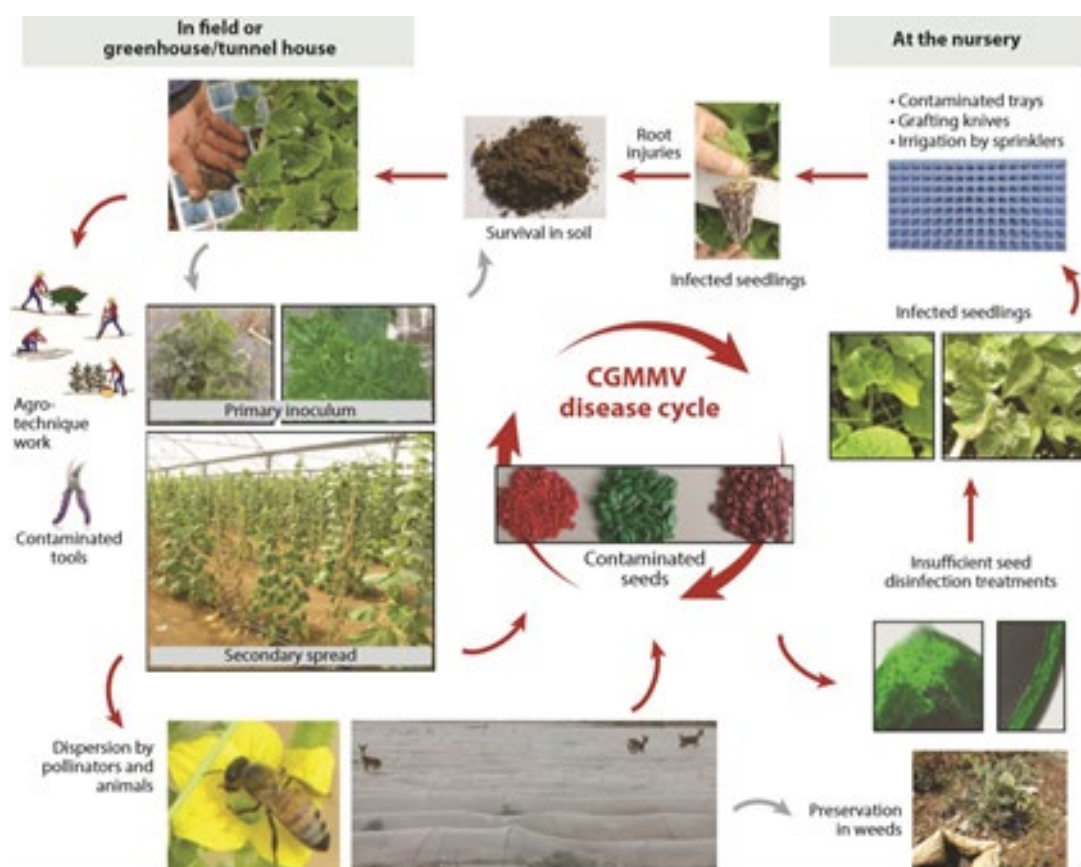 In field or
greenhouse/tunnel house
At the nursery
• Contaminated trays
• Grafting knives
• Irrigation by sprinklers
Root
injuries
Survival in soil
Infected seedlings
Infected seedlings
Agro-
technique
work
Primary inoculum
CGMMV
disease cycle
Contaminated
tools
Contaminated
seeds
Insufficient seed
disinfection treatments
Secondary spread
Dispersion by
pollinators and
animals
Preservation
in weeds